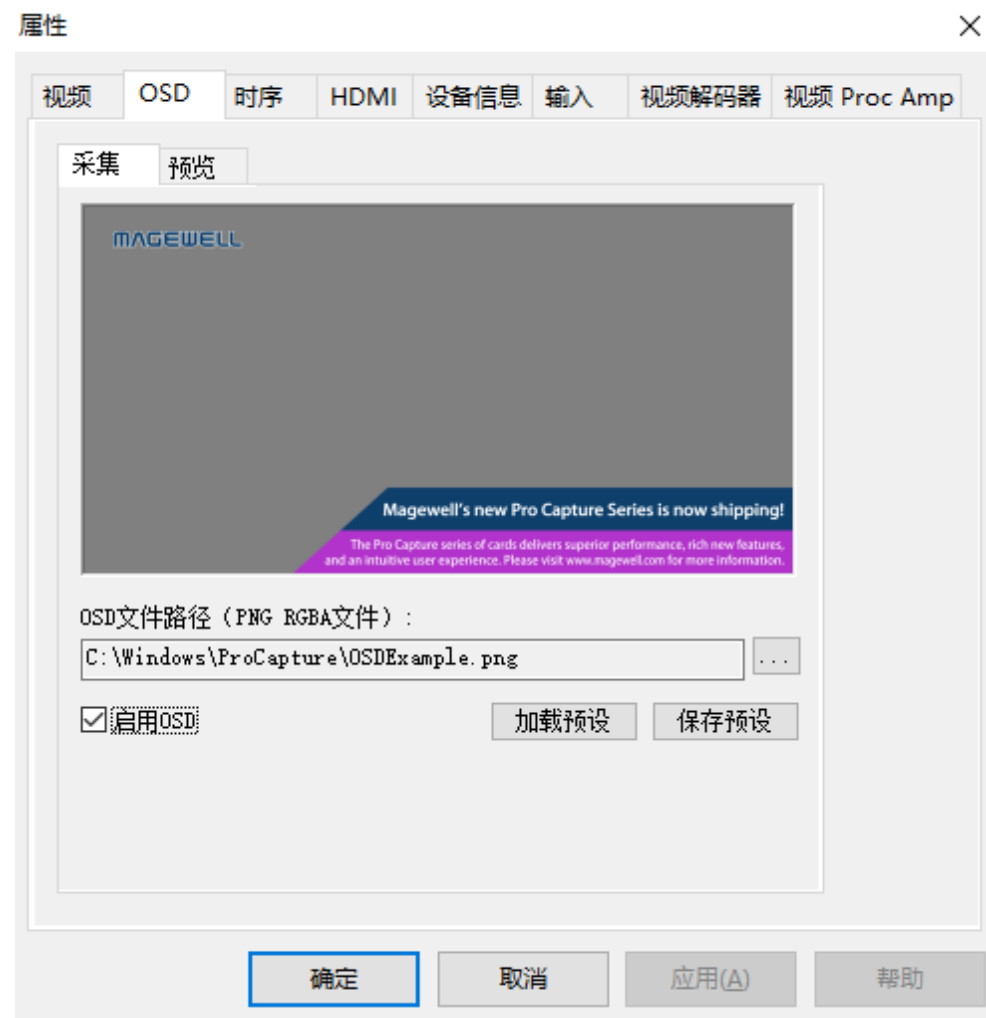 属性
视频 OSD 时序 HDMI 设备信息 输入 视频解码器 视频 Proc Amp
采集 预览
MAGEWELL
Magewell's new Pro Capture Series is now shipping!
The Pro Capture series of cards delivers superior performance, rich new features,
and an intuitive user experience. Please visit www.magewell.com for more information.
OSD文件路径（PNG RGBA文件）:
C:\Windows\ProCapture\OSDExample.png
...
启用OSD 加载预设 保存预设
确定 取消 应用(A) 帮助